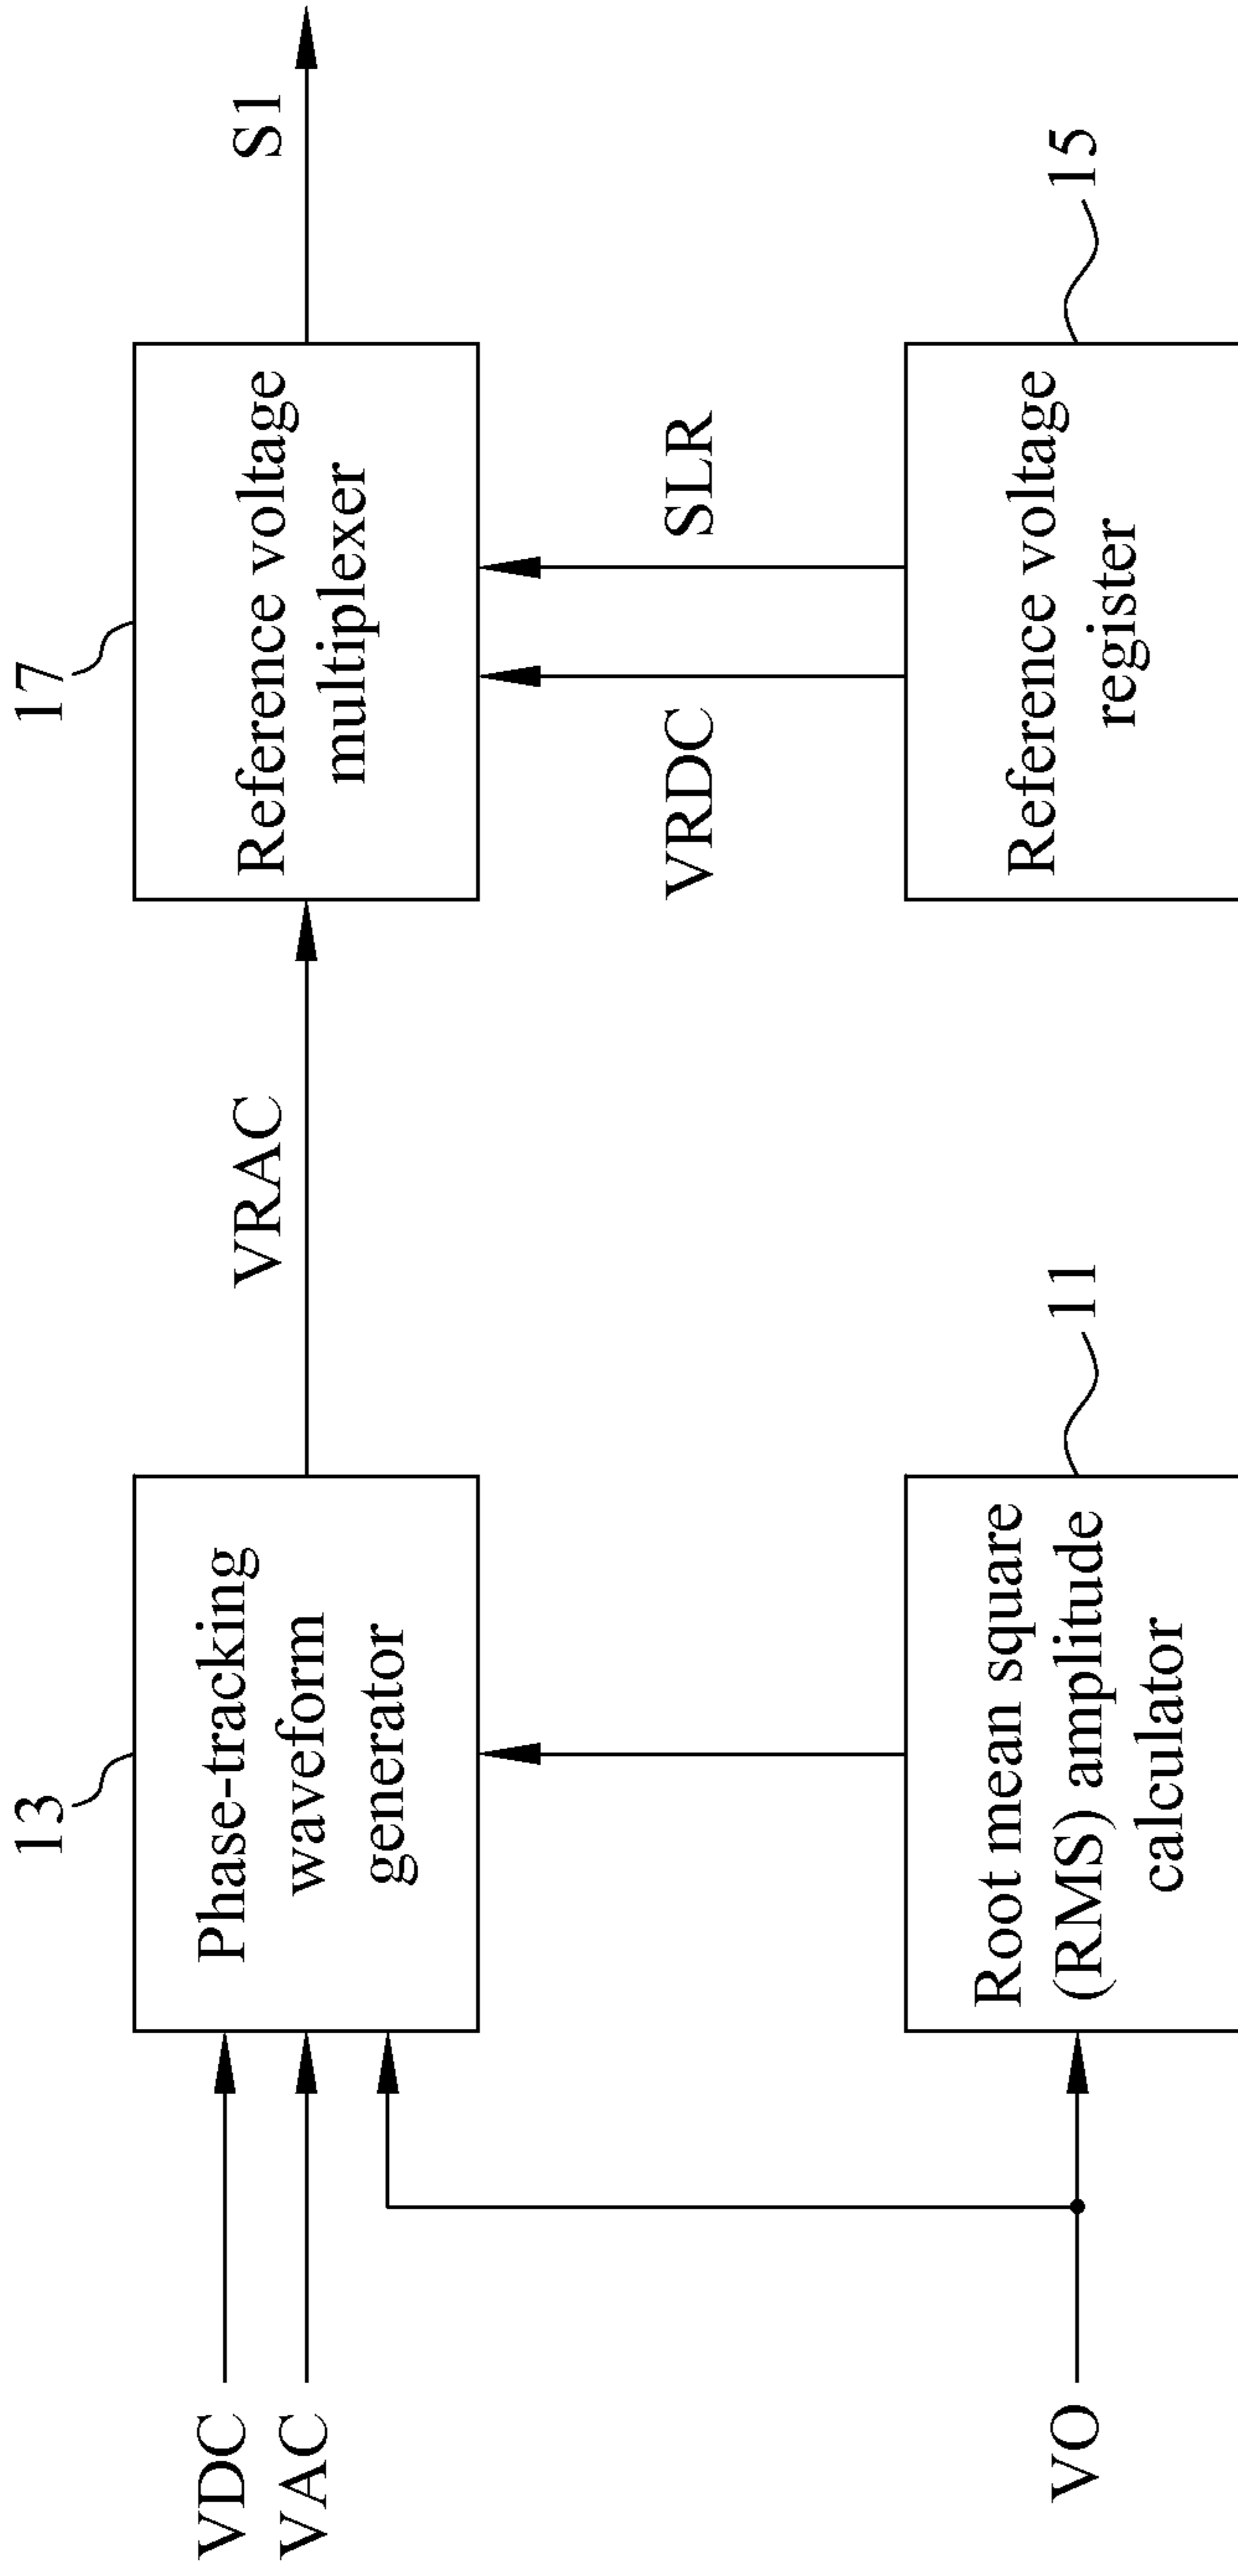 13
17
VDC
VAC
Phase-tracking
waveform
generator
VRAC
Reference voltage
multiplexer
S1
VRDC
SLR
VO
Root mean square
(RMS) amplitude
calculator
11
Reference voltage
register
15